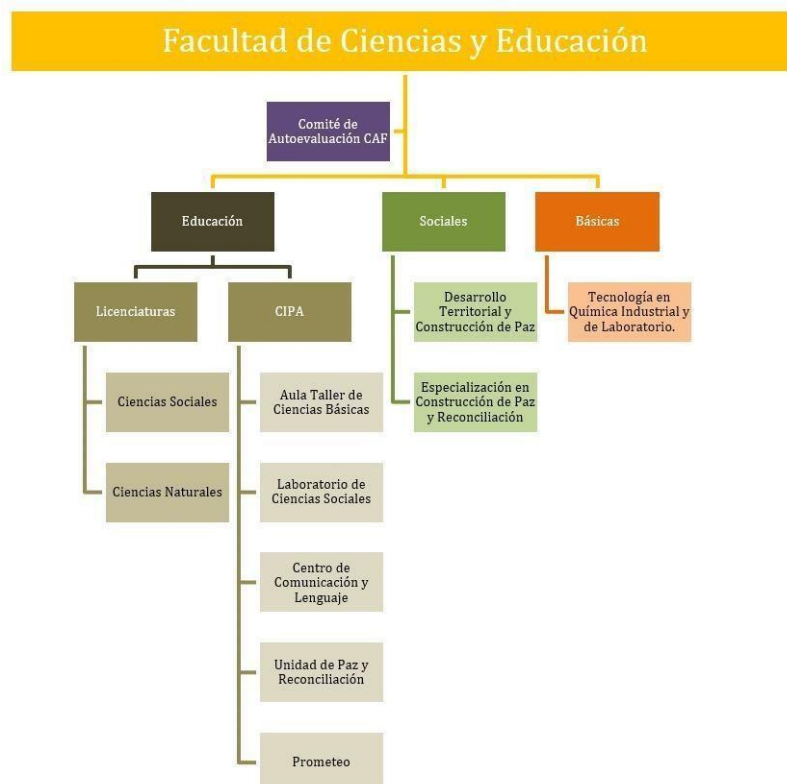 Facultad de Ciencias y Educación
Comité de
Autoevaluación CAF
Educación
Sociales
Básicas
Licenciaturas
CIPA
Desarrollo
Territorial y
Construcción de Paz
Tecnología en
Química Industrial y
de Laboratorio.
Ciencias Sociales
Aula Taller de
Ciencias Básicas
Especialización en
Construcción de Paz
y Reconciliación
Ciencias Naturales
Laboratorio de
Ciencias Sociales
Centro de
Comunicación y
Lenguaje
Unidad de Paz y
Reconciliación
Prometeo